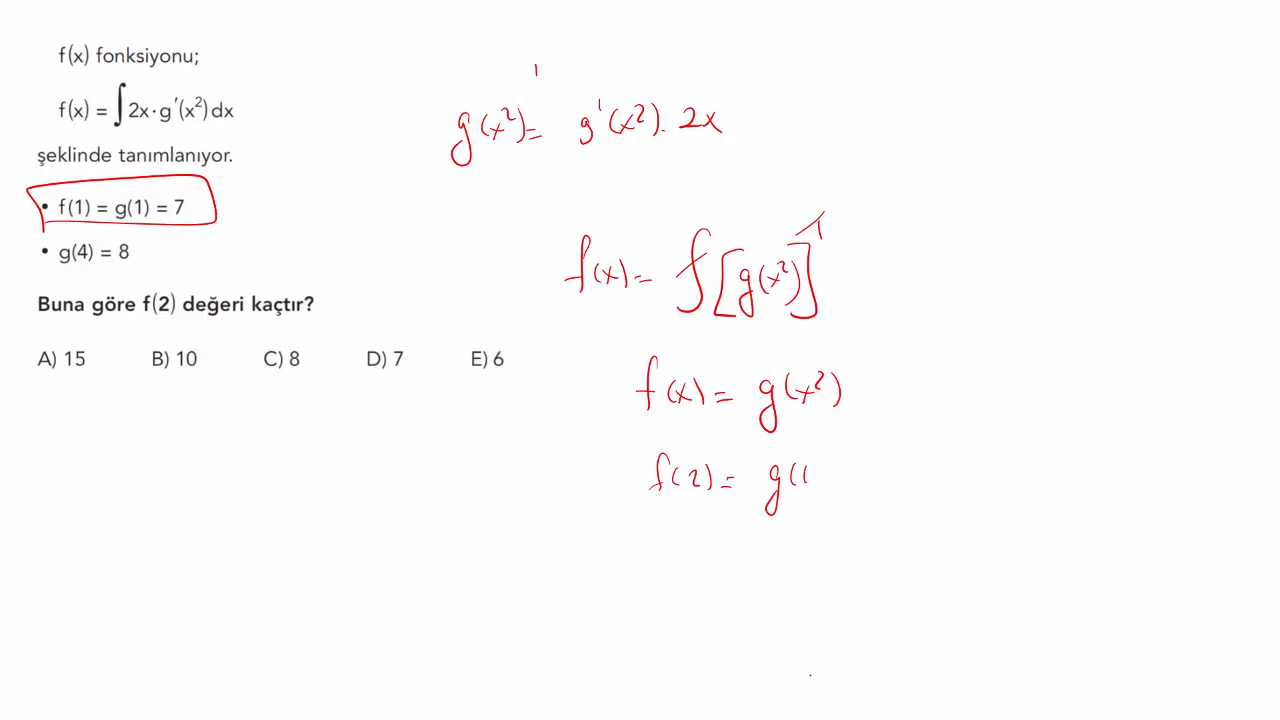 f(x) fonksiyonu;
f(x) = ∫ 2x·g'(x²) dx
şeklinde tanımlanıyor.
• f(1) = g(1) = 7
• g(4) = 8
Buna göre f(2) değeri kaçtır?
A) 15 B) 10 C) 8 D) 7 E) 6
g(x²)' = g'(x²). 2x
f(x) = ∫ [g(x²)]'
f(x) = g(x²)
f(2) = g(